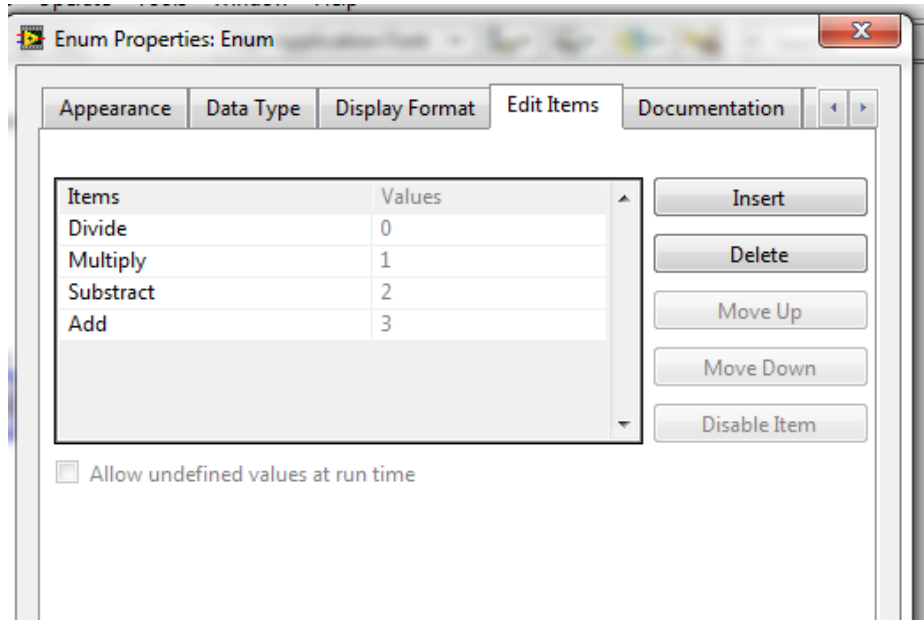 Enum Properties: Enum
Appearance Data Type Display Format Edit Items Documentation
Items Values
Divide 0
Multiply 1
Substract 2
Add 3
Insert
Delete
Move Up
Move Down
Disable Item
Allow undefined values at run time